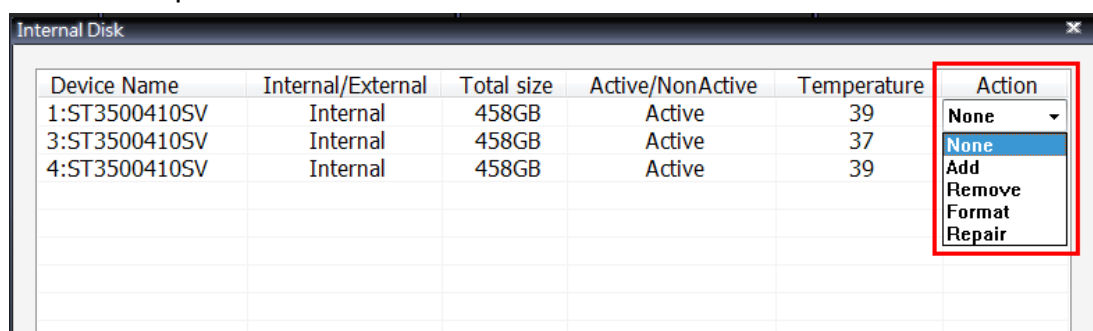 Internal Disk
Device Name Internal/External Total size Active/NonActive Temperature Action
1:ST3500410SV Internal 458GB Active 39 None
3:ST3500410SV Internal 458GB Active 37 None
4:ST3500410SV Internal 458GB Active 39 Add
Remove
Format
Repair